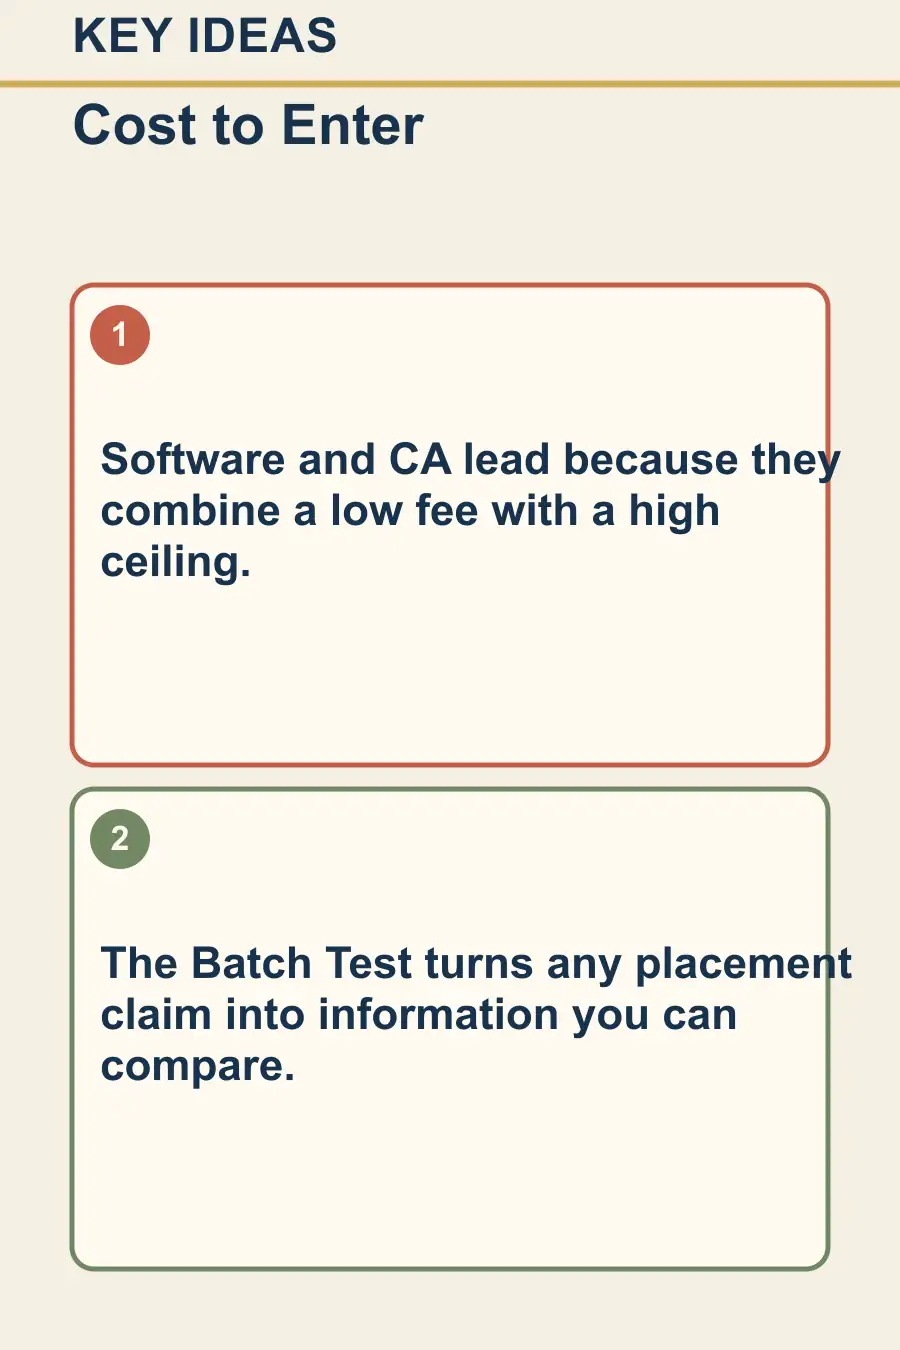 KEY IDEAS
Cost to Enter
1
Software and CA lead because they
combine a low fee with a high
ceiling.
2
The Batch Test turns any placement
claim into information you can
compare.